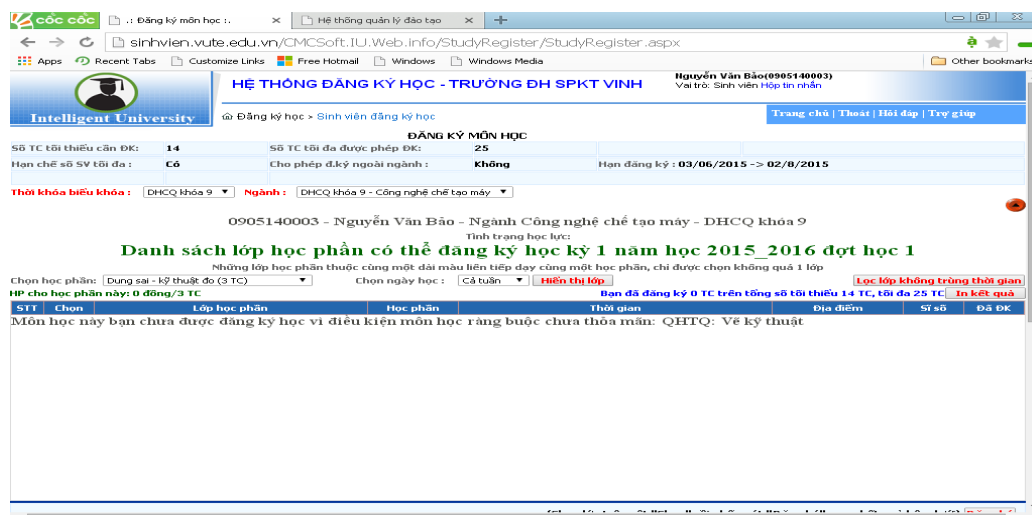 cốc cốc .: Đăng ký môn học :. × Hệ thống quản lý đào tạo ×
sinhvien.vute.edu.vn/CMCSoft.IU.Web.info/StudyRegister/StudyRegister.aspx
Apps Recent Tabs Customize Links Free Hotmail Windows Windows Media Other bookmarks
HỆ THỐNG ĐĂNG KÝ HỌC - TRƯỜNG ĐH SPKT VINH
Nguyễn Văn Bảo(0905140003)
Vai trò: Sinh viên Hộp tin nhắn
Intelligent University
Đăng ký học > Sinh viên đăng ký học
Trang chủ | Thoát | Hỏi đáp | Trợ giúp
ĐĂNG KÝ MÔN HỌC
Số TC tối thiểu cần ĐK: 14 Số TC tối đa được phép ĐK: 25
Hạn chế số SV tối đa : Có Cho phép đ.ký ngoài ngành : Không Hạn đăng ký : 03/06/2015 -> 02/8/2015
Thời khóa biểu khóa : DHCQ khóa 9 Ngành : DHCQ khóa 9 - Công nghệ chế tạo máy
0905140003 - Nguyễn Văn Bảo - Ngành Công nghệ chế tạo máy - DHCQ khóa 9
Tình trạng học lực:
Danh sách lớp học phần có thể đăng ký học kỳ 1 năm học 2015_2016 đợt học 1
Những lớp học phần thuộc cùng một dải màu liên tiếp dạy cùng một học phần, chỉ được chọn không quá 1 lớp
Chọn học phần: Dung sai - kỹ thuật đo (3 TC) Chọn ngày học : Cả tuần Hiển thị lớp Lọc lớp không trùng thời gian
HP cho học phần này: 0 đồng/3 TC Bạn đã đăng ký 0 TC trên tổng số tối thiểu 14 TC, tối đa 25 TC In kết quả
STT Chọn Lớp học phần Học phần Thời gian Địa điểm Sĩ số Đã ĐK
Môn học này bạn chưa được đăng ký học vì điều kiện môn học ràng buộc chưa thỏa mãn: QHTQ: Vẽ kỹ thuật